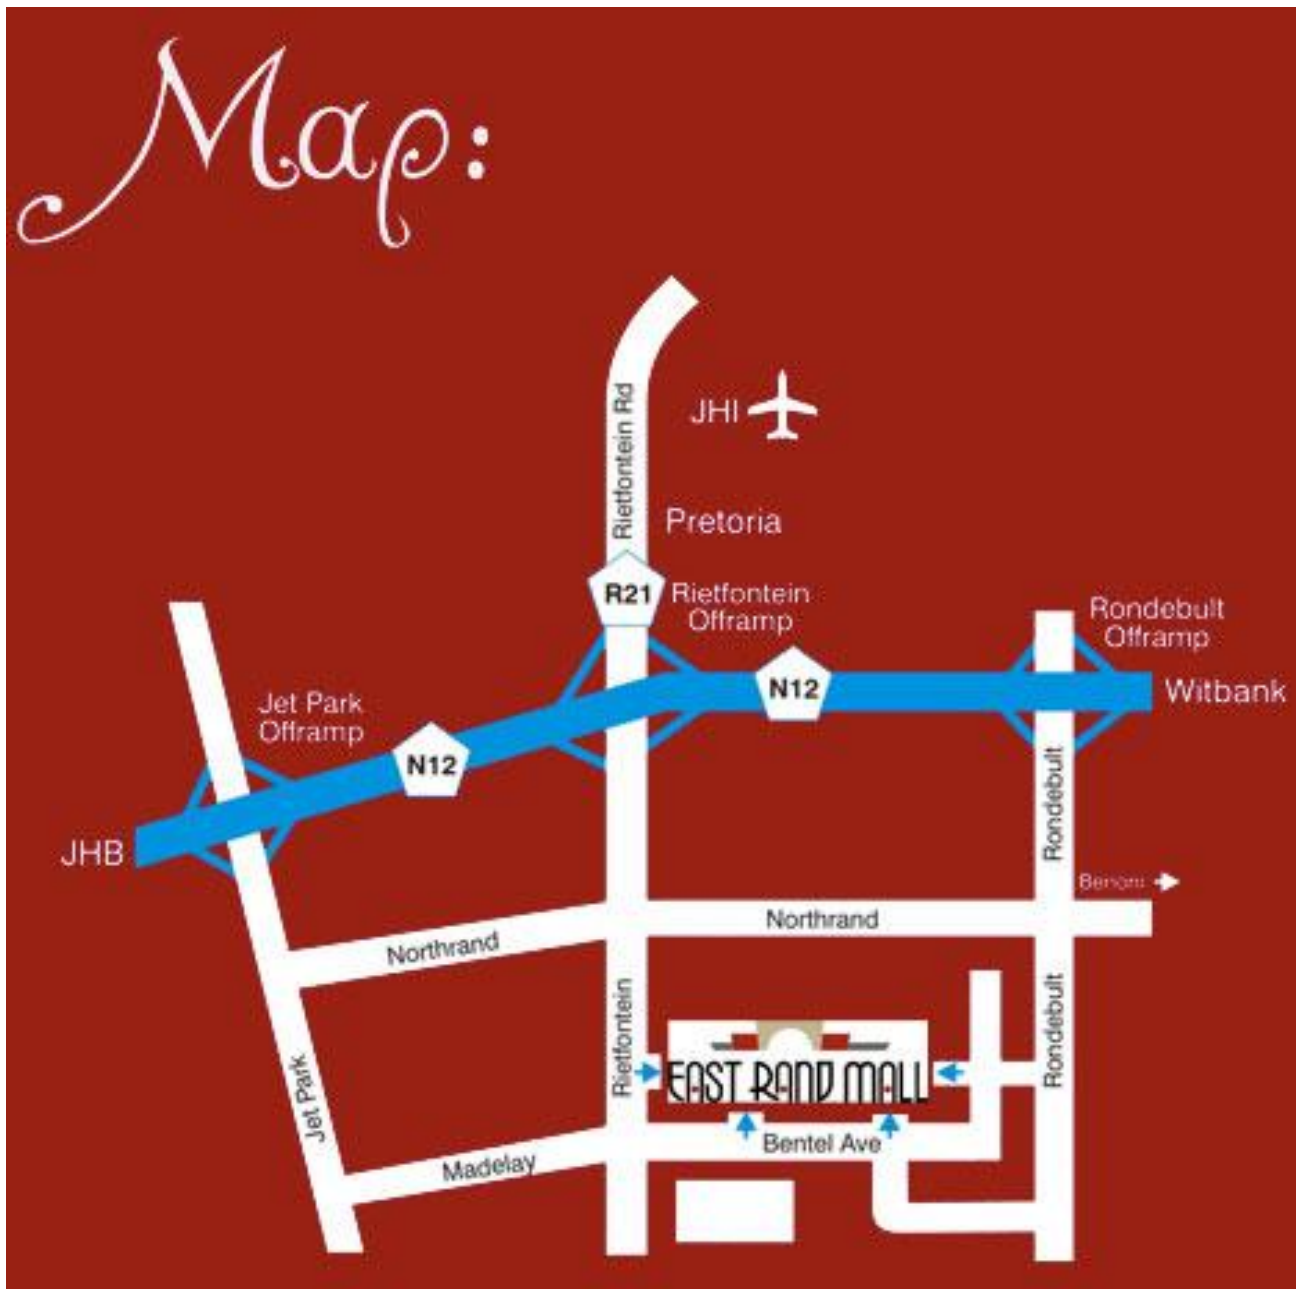 Map:
Rietfontein Rd
JHI
Pretoria
R21
Rietfontein
Offramp
Rondebult
Offramp
N12
Witbank
Jet Park
Offramp
N12
JHB
Rondebult
Benoni
Northrand
Northrand
Rietfontein
Rondebult
EAST RAND MALL
Jet Park
Bentel Ave
Madelay